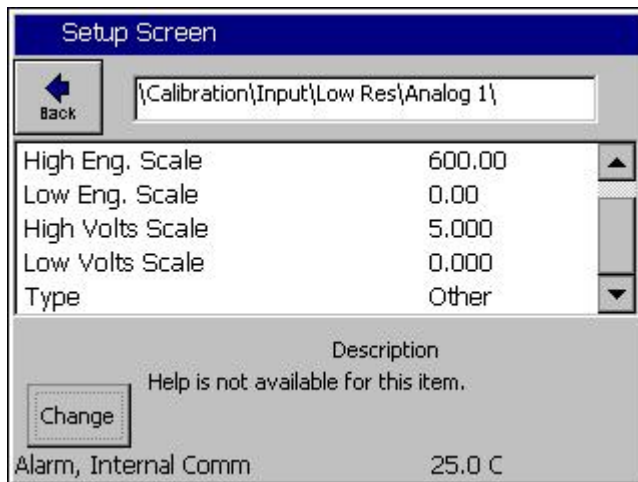 Setup Screen
Back
\Calibration\Input\Low Res\Analog 1\
High Eng. Scale 600.00
Low Eng. Scale 0.00
High Volts Scale 5.000
Low Volts Scale 0.000
Type Other
Description
Help is not available for this item.
Change
Alarm, Internal Comm 25.0 C